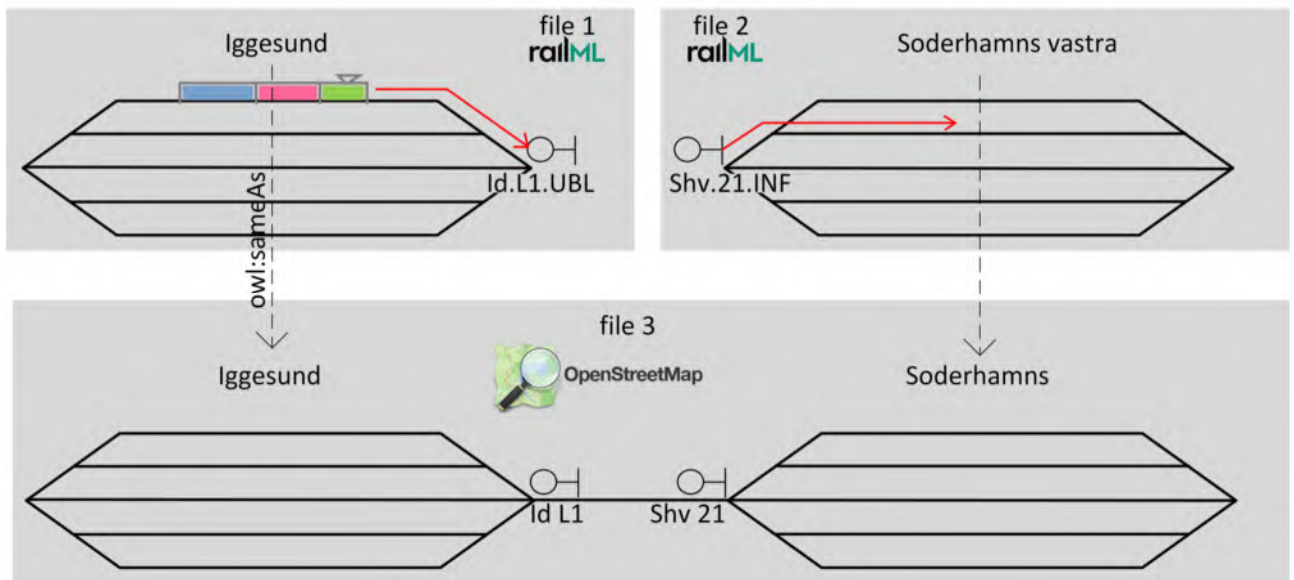 file 1
Iggesund
railML
Id.L1.UBL
file 2
Soderhamns vastra
railML
Shv.21.INF
owl:sameAs
file 3
OpenStreetMap
Iggesund
Soderhamns
Id L1
Shv 21